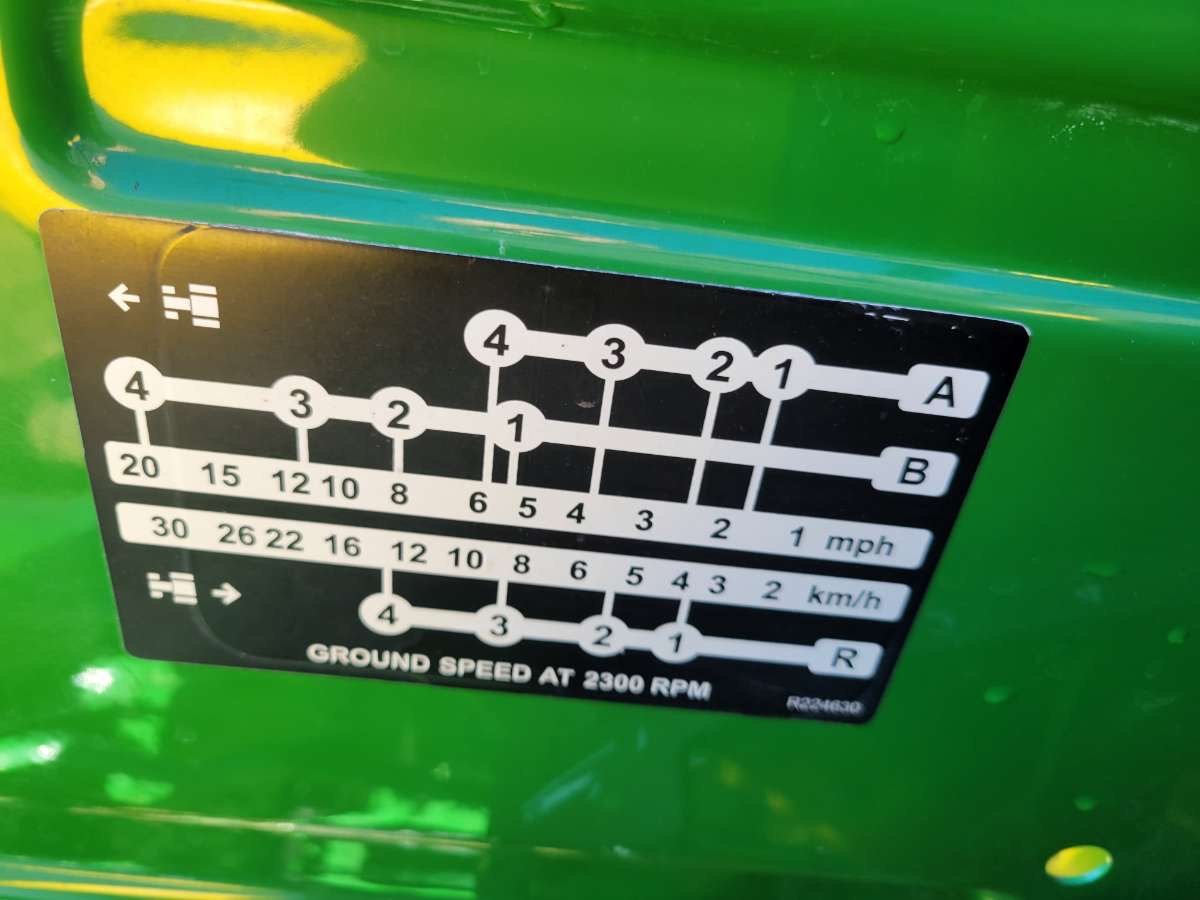 4 3 2 1 A
4 3 2 1 B
20 15 12 10 8 6 5 4 3 2 1 mph
30 26 22 16 12 10 8 6 5 4 3 2 km/h
4 3 2 1 R
GROUND SPEED AT 2300 RPM
R224630